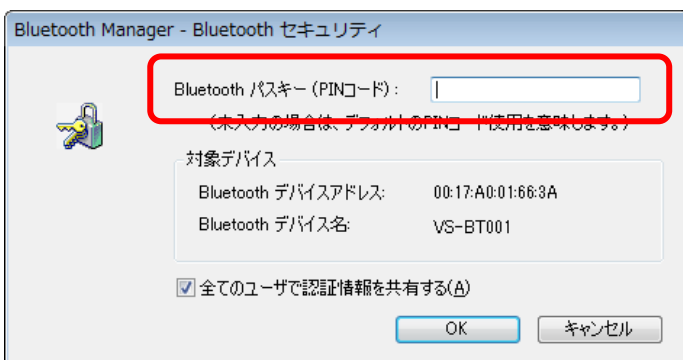 Bluetooth Manager - Bluetooth セキュリティ
Bluetooth パスキー (PINコード) :
(未入力の場合は、デフォルトのPINコード使用を意味します。)
対象デバイス
Bluetooth デバイスアドレス: 00:17:A0:01:66:3A
Bluetooth デバイス名: VS-BT001
全てのユーザで認証情報を共有する(A)
OK キャンセル